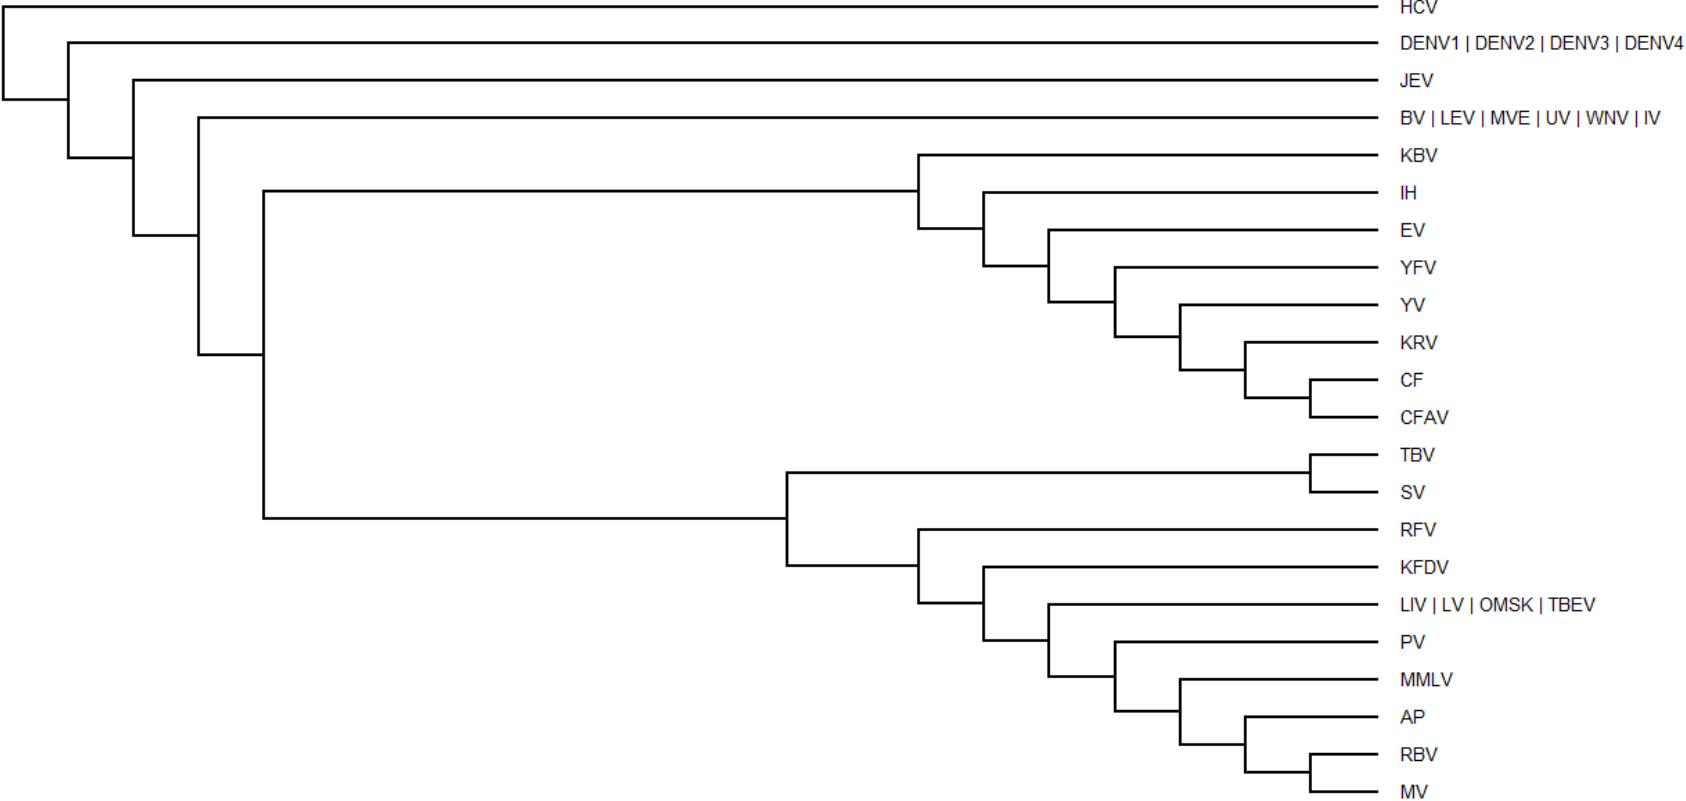 HCV
DENV1 | DENV2 | DENV3 | DENV4
JEV
BV | LEV | MVE | UV | WNV | IV
KBV
IH
EV
YFV
YV
KRV
CF
CFAV
TBV
SV
RFV
KFDV
LIV | LV | OMSK | TBEV
PV
MMLV
AP
RBV
MV